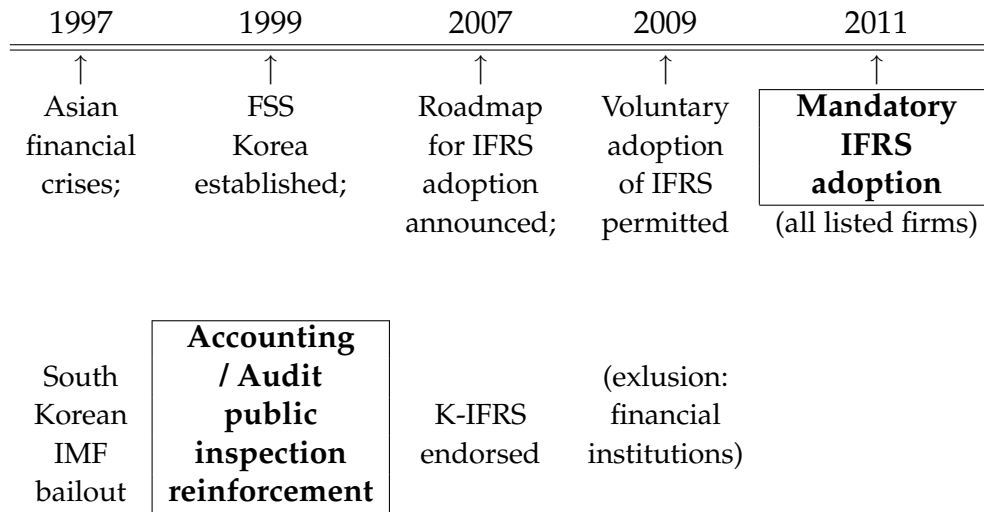 1997 1999 2007 2009 2011
↑ ↑ ↑ ↑ ↑
Asian FSS Roadmap Voluntary Mandatory
financial Korea for IFRS adoption IFRS
crises; established; adoption of IFRS adoption
announced; permitted (all listed firms)
Accounting
South / Audit (exlusion:
Korean public K-IFRS financial
IMF inspection endorsed institutions)
bailout reinforcement